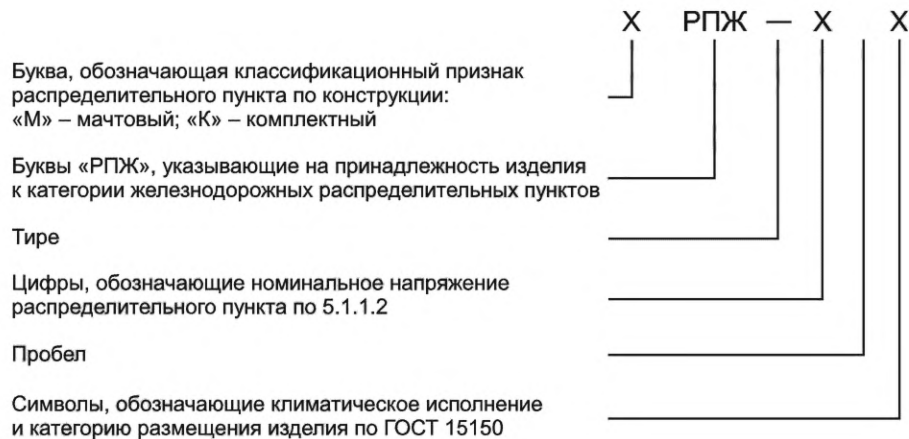 Х РПЖ — Х Х
Буква, обозначающая классификационный признак
распределительного пункта по конструкции:
«М» – мачтовый; «К» – комплектный
Буквы «РПЖ», указывающие на принадлежность изделия
к категории железнодорожных распределительных пунктов
Тире
Цифры, обозначающие номинальное напряжение
распределительного пункта по 5.1.1.2
Пробел
Символы, обозначающие климатическое исполнение
и категорию размещения изделия по ГОСТ 15150